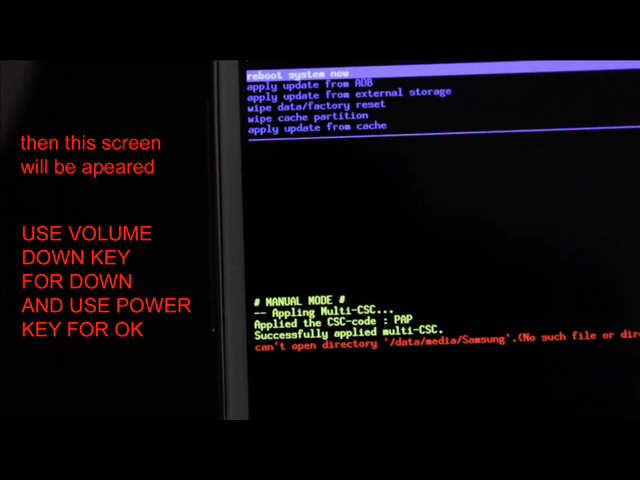 reboot system now
apply update from ADB
apply update from external storage
wipe data/factory reset
wipe cache partition
apply update from cache
then this screen
will be apeared
USE VOLUME
DOWN KEY
FOR DOWN
AND USE POWER
KEY FOR OK
# MANUAL MODE #
-- Appling Multi-CSC...
Applied the CSC-code : PAP
Successfully applied multi-CSC.
can't open directory '/data/media/Samsung'.(No such file or dire